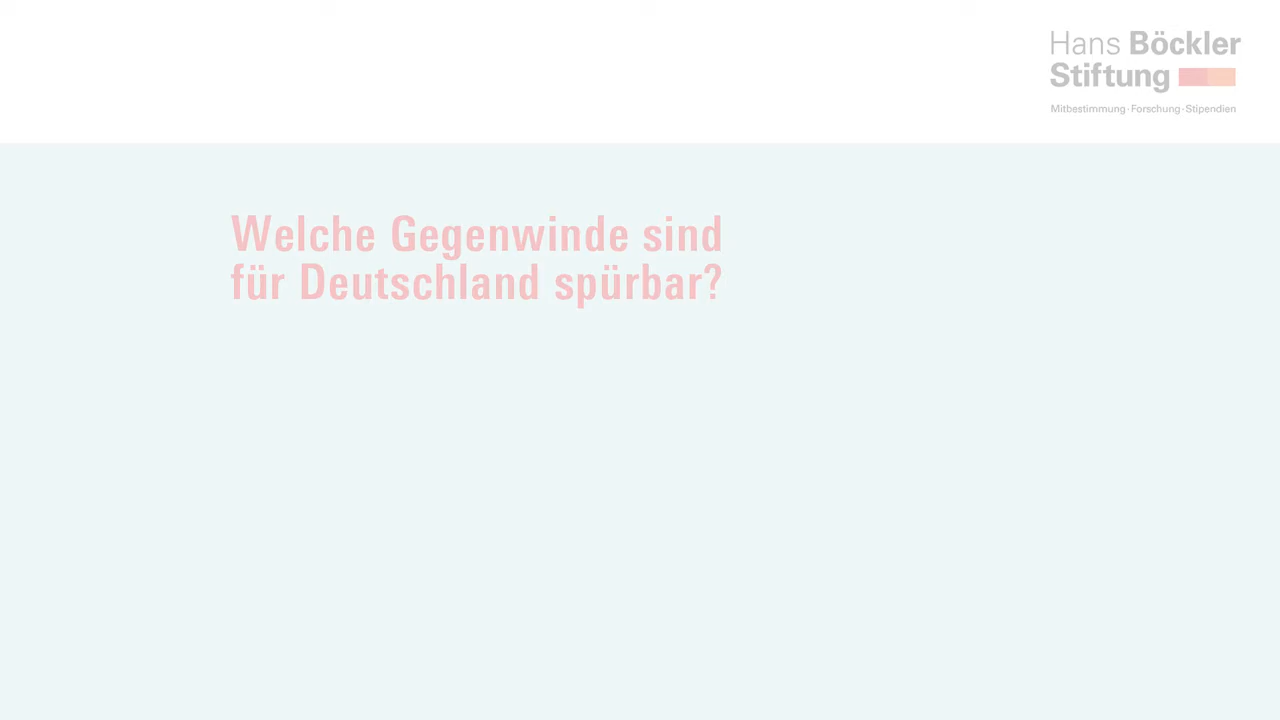 Hans Böckler
Stiftung
Mitbestimmung · Forschung · Stipendien
Welche Gegenwinde sind
für Deutschland spürbar?